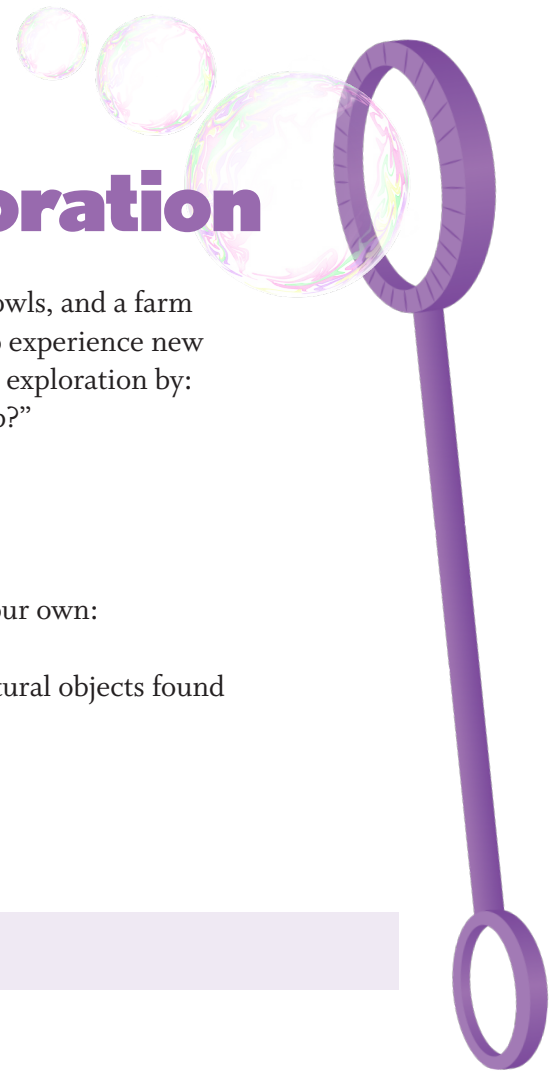 oration
owls, and a farm
experience new
exploration by:
p?”
our own:
tural objects found